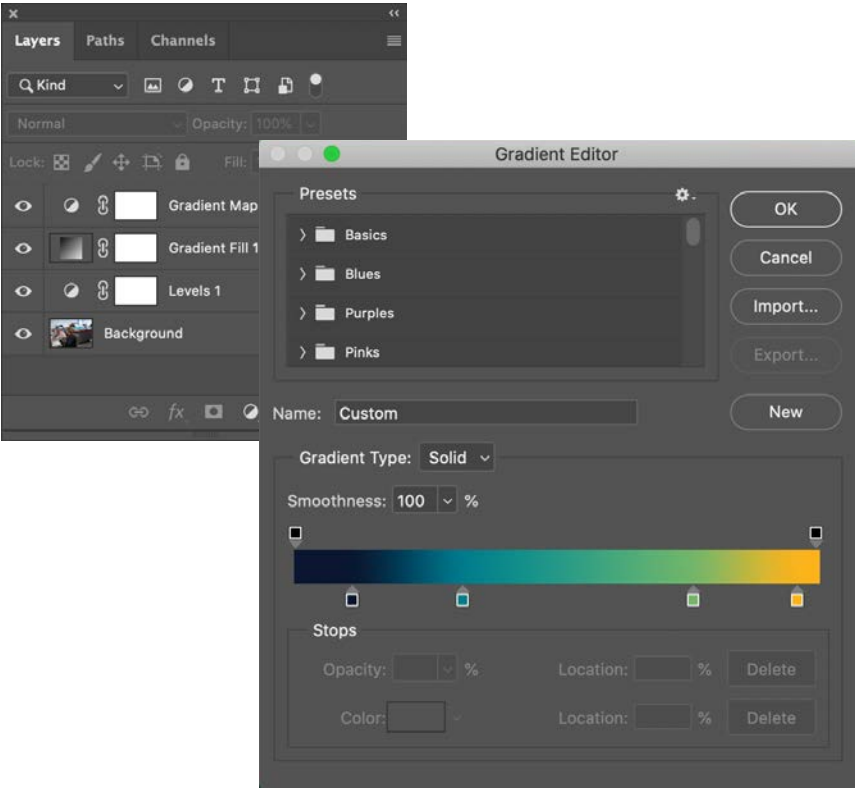 Layers Paths Channels
Kind
T
Normal Opacity: 100%
Lock: Fill:
Gradient Map
Gradient Fill 1
Levels 1
Background
fx
Gradient Editor
Presets
Basics
Blues
Purples
Pinks
OK
Cancel
Import...
Export...
New
Name: Custom
Gradient Type: Solid
Smoothness: 100 %
Stops
Opacity: % Location: % Delete
Color: Location: % Delete